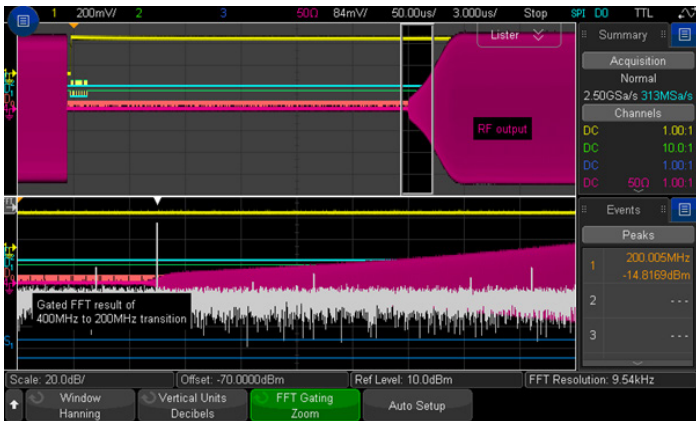 1 200mV/ 2 3 50Ω 84mV/ 50.00us/ 3.000us/ Stop SPI D0 TTL
Lister
Summary
Acquisition
Normal
2.50GSa/s 313MSa/s
Channels
DC 1.00:1
DC 10.0:1
DC 1.00:1
DC 50Ω 1.00:1
RF output
Events
Peaks
1 200.005MHz
-14.8169dBm
2 ---
3 ---
Gated FFT result of
400MHz to 200MHz transition
S1
Scale: 20.0dB/ Offset: -70.0000dBm Ref Level: 10.0dBm FFT Resolution: 9.54kHz
Window
Hanning
Vertical Units
Decibels
FFT Gating
Zoom
Auto Setup